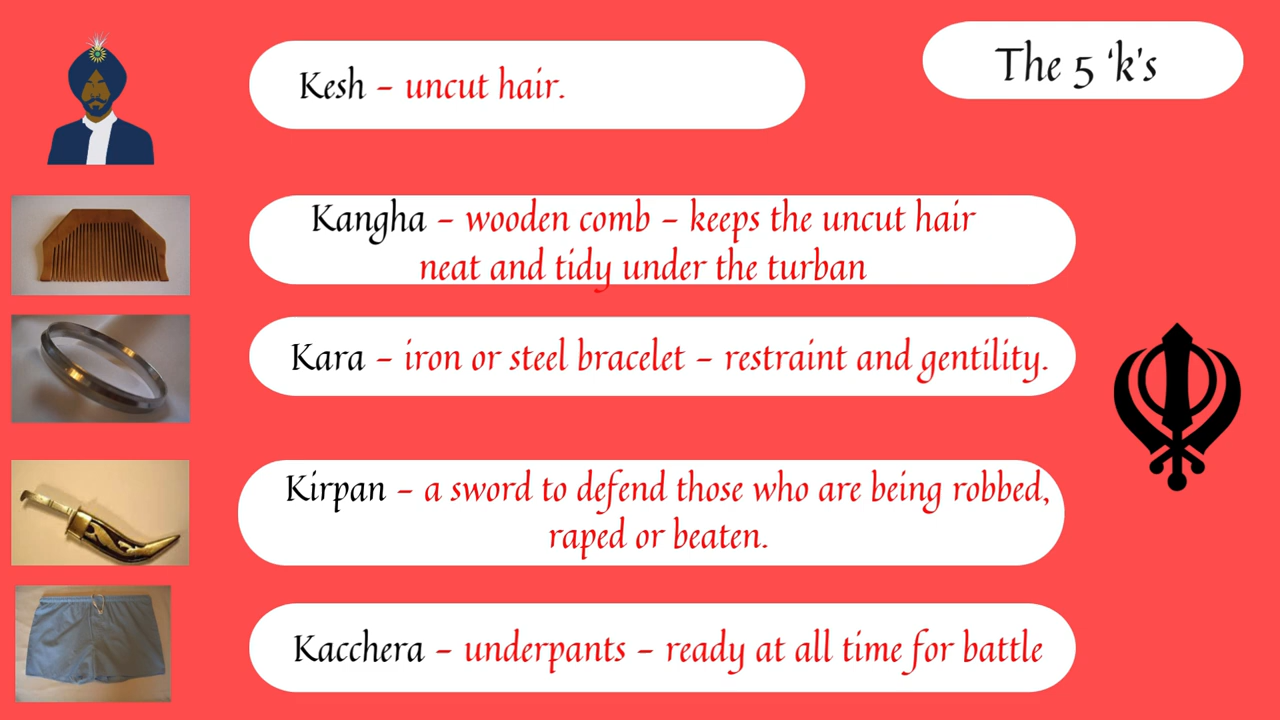 The 5 ‘k's
Kesh – uncut hair.
Kangha – wooden comb – keeps the uncut hair
neat and tidy under the turban
Kara – iron or steel bracelet – restraint and gentility.
Kirpan – a sword to defend those who are being robbed,
raped or beaten.
Kacchera – underpants – ready at all time for battle